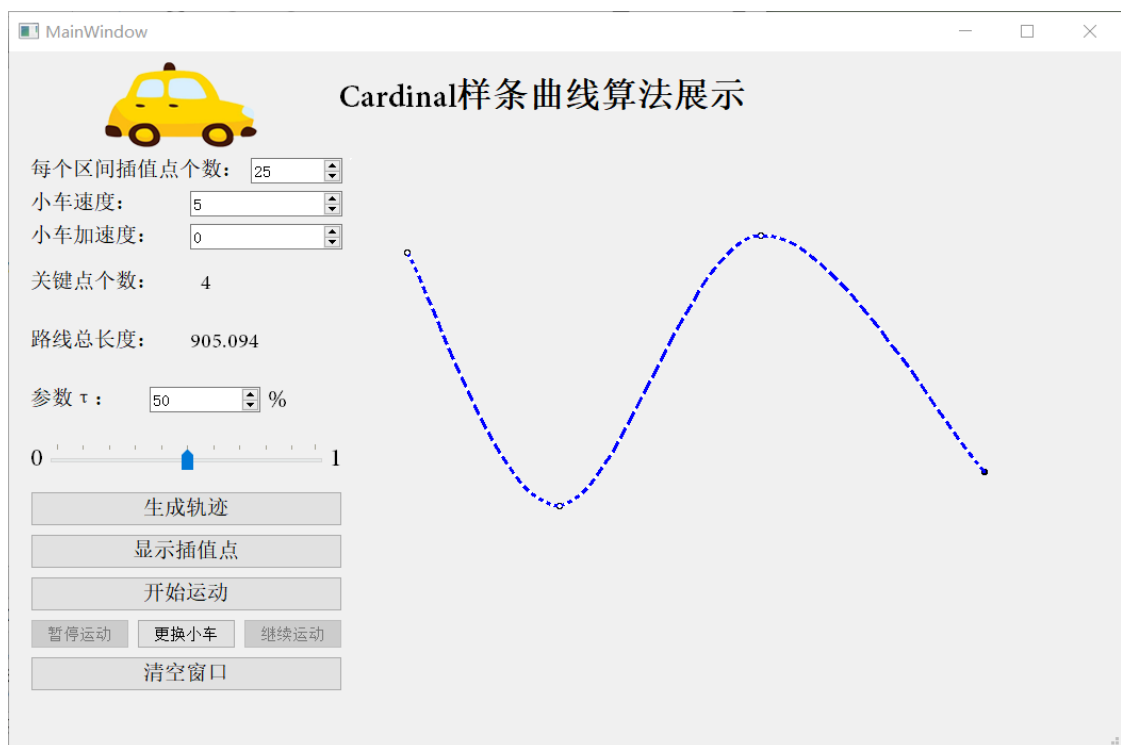 MainWindow
Cardinal样条曲线算法展示
每个区间插值点个数： 25
小车速度： 5
小车加速度： 0
关键点个数： 4
路线总长度： 905.094
参数 τ： 50 %
0 1
生成轨迹
显示插值点
开始运动
暂停运动 更换小车 继续运动
清空窗口